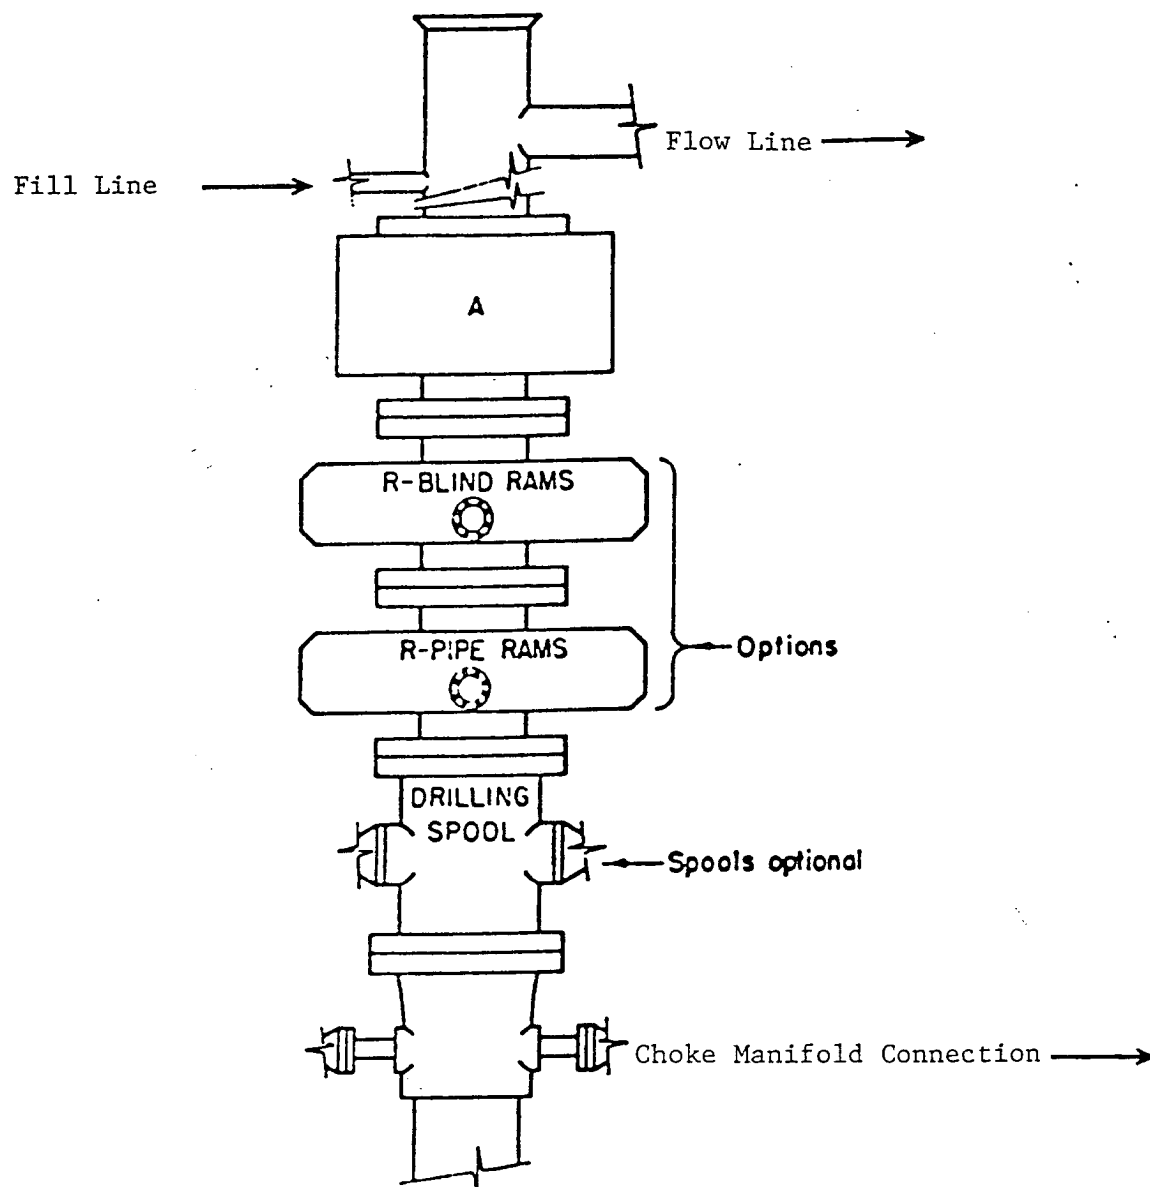 Flow Line
Fill Line
A
R-BLIND RAMS
R-PIPE RAMS
Options
DRILLING
SPOOL
Spools optional
Choke Manifold Connection